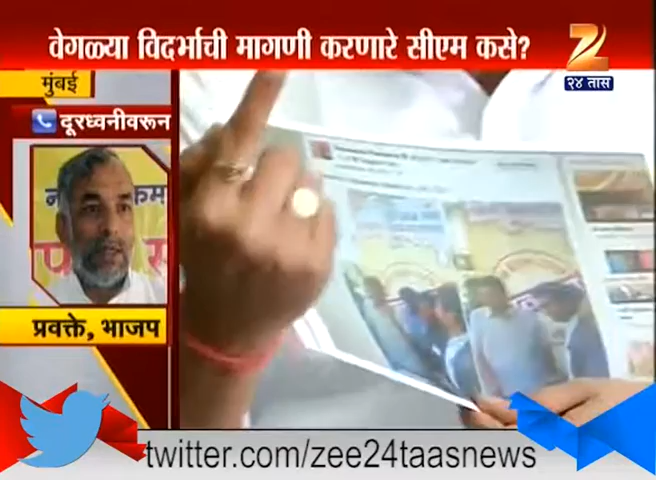 वेगळ्या विदर्भाची मागणी करणारे सीएम कसे?
२४ तास
मुंबई
दूरध्वनीवरून
प्रवक्ते, भाजप
twitter.com/zee24taasnews